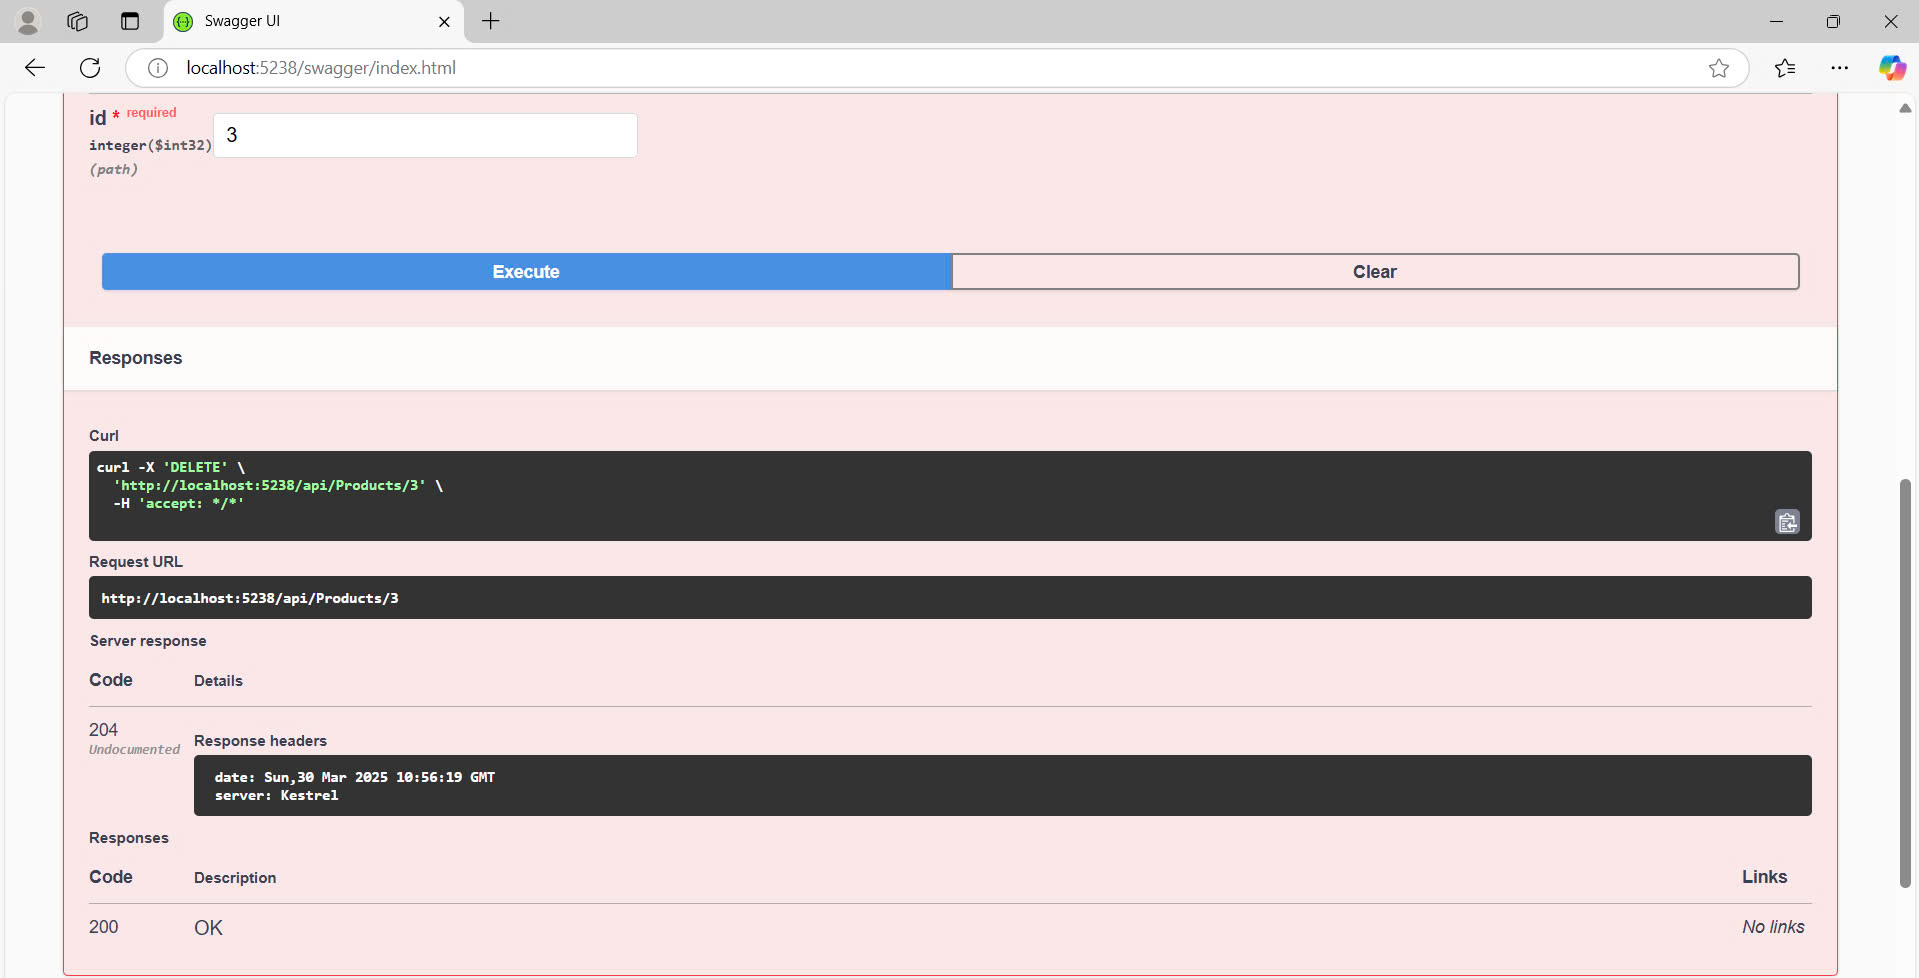 Swagger UI
localhost:5238/swagger/index.html
id * required
integer($int32)
(path)
3
Execute
Clear
Responses
Curl
curl -X 'DELETE' \
'http://localhost:5238/api/Products/3' \
-H 'accept: */*'
Request URL
http://localhost:5238/api/Products/3
Server response
Code Details
204
Undocumented
Response headers
date: Sun,30 Mar 2025 10:56:19 GMT
server: Kestrel
Responses
Code Description Links
200 OK No links